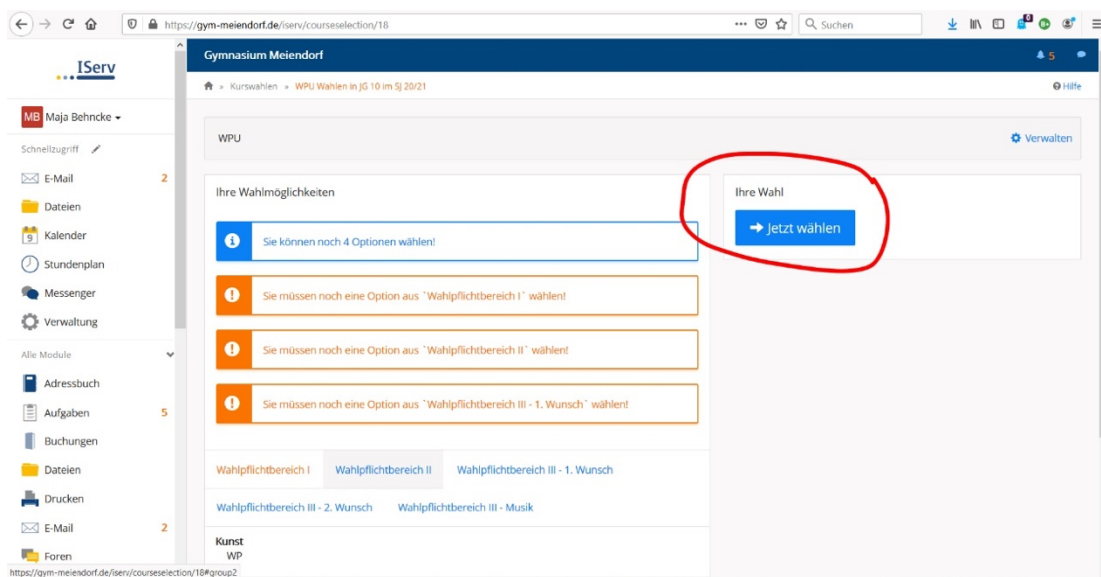 https://gym-meiendorf.de/iserv/courseselection/18
Suchen
0
IServ
Gymnasium Meiendorf
5
Kurswahlen » WPU Wahlen in JG 10 im SJ 20/21
Hilfe
MB Maja Behncke
WPU
Verwalten
Schnellzugriff
E-Mail 2
Dateien
9 Kalender
Stundenplan
Messenger
Verwaltung
Alle Module
Adressbuch
Aufgaben 5
Buchungen
Dateien
Drucken
E-Mail 2
Foren
Ihre Wahlmöglichkeiten
Sie können noch 4 Optionen wählen!
Sie müssen noch eine Option aus `Wahlpflichtbereich I` wählen!
Sie müssen noch eine Option aus `Wahlpflichtbereich II` wählen!
Sie müssen noch eine Option aus `Wahlpflichtbereich III - 1. Wunsch` wählen!
Wahlpflichtbereich I Wahlpflichtbereich II Wahlpflichtbereich III - 1. Wunsch
Wahlpflichtbereich III - 2. Wunsch Wahlpflichtbereich III - Musik
Kunst
WP
Ihre Wahl
➔ Jetzt wählen
https://gym-meiendorf.de/iserv/courseselection/18#group2